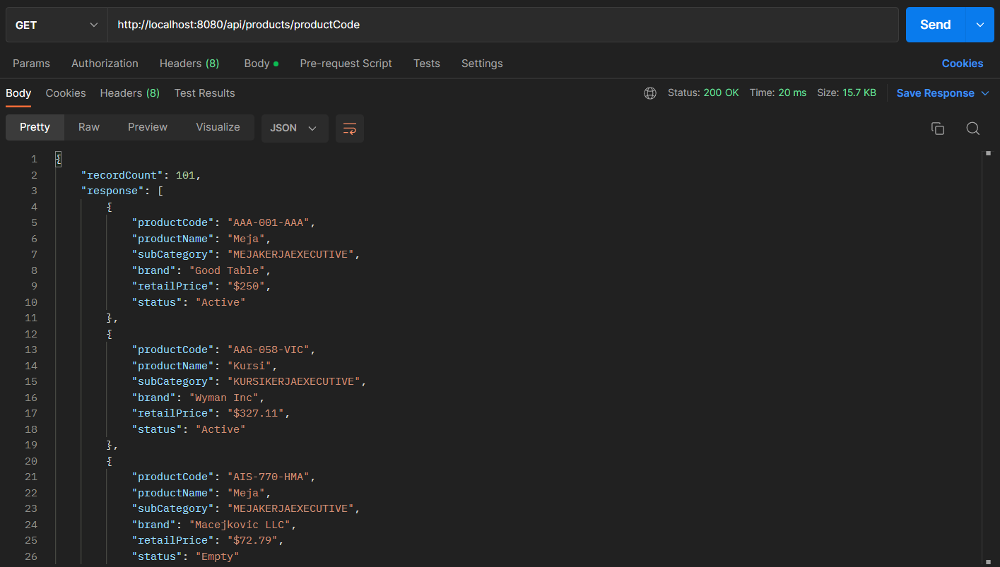 GET http://localhost:8080/api/products/productCode Send
Params Authorization Headers (8) Body Pre-request Script Tests Settings Cookies
Body Cookies Headers (8) Test Results Status: 200 OK Time: 20 ms Size: 15.7 KB Save Response
Pretty Raw Preview Visualize JSON
1 {
2 "recordCount": 101,
3 "response": [
4 {
5 "productCode": "AAA-001-AAA",
6 "productName": "Meja",
7 "subCategory": "MEJAKERJAEXECUTIVE",
8 "brand": "Good Table",
9 "retailPrice": "$250",
10 "status": "Active"
11 },
12 {
13 "productCode": "AAG-058-VIC",
14 "productName": "Kursi",
15 "subCategory": "KURSIKERJAEXECUTIVE",
16 "brand": "Wyman Inc",
17 "retailPrice": "$327.11",
18 "status": "Active"
19 },
20 {
21 "productCode": "AIS-770-HMA",
22 "productName": "Meja",
23 "subCategory": "MEJAKERJAEXECUTIVE",
24 "brand": "Macejkovic LLC",
25 "retailPrice": "$72.79",
26 "status": "Empty"